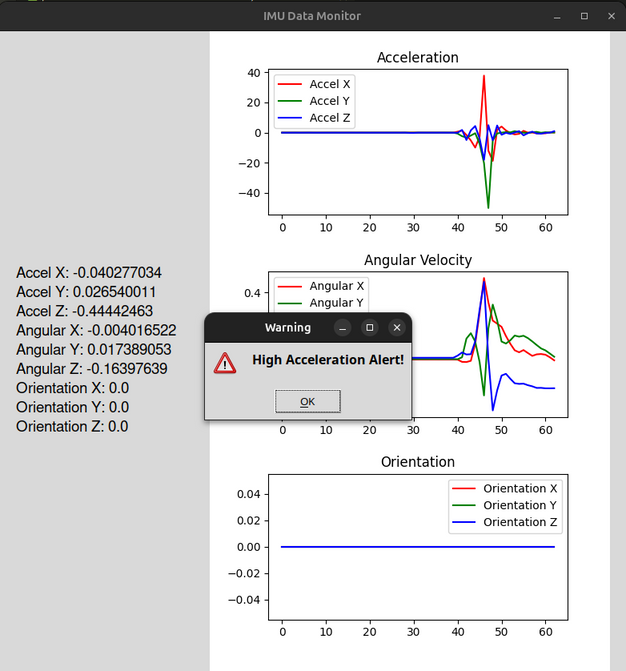 IMU Data Monitor
Accel X: -0.040277034
Accel Y: 0.026540011
Accel Z: -0.44442463
Angular X: -0.004016522
Angular Y: 0.017389053
Angular Z: -0.16397639
Orientation X: 0.0
Orientation Y: 0.0
Orientation Z: 0.0
Acceleration
40
20
0
−20
−40
Accel X
Accel Y
Accel Z
0 10 20 30 40 50 60
Angular Velocity
0.4
Angular X
Angular Y
0 10 20 30 40 50 60
Warning
High Acceleration Alert!
OK
Orientation
0.04
0.02
0.00
−0.02
−0.04
Orientation X
Orientation Y
Orientation Z
0 10 20 30 40 50 60